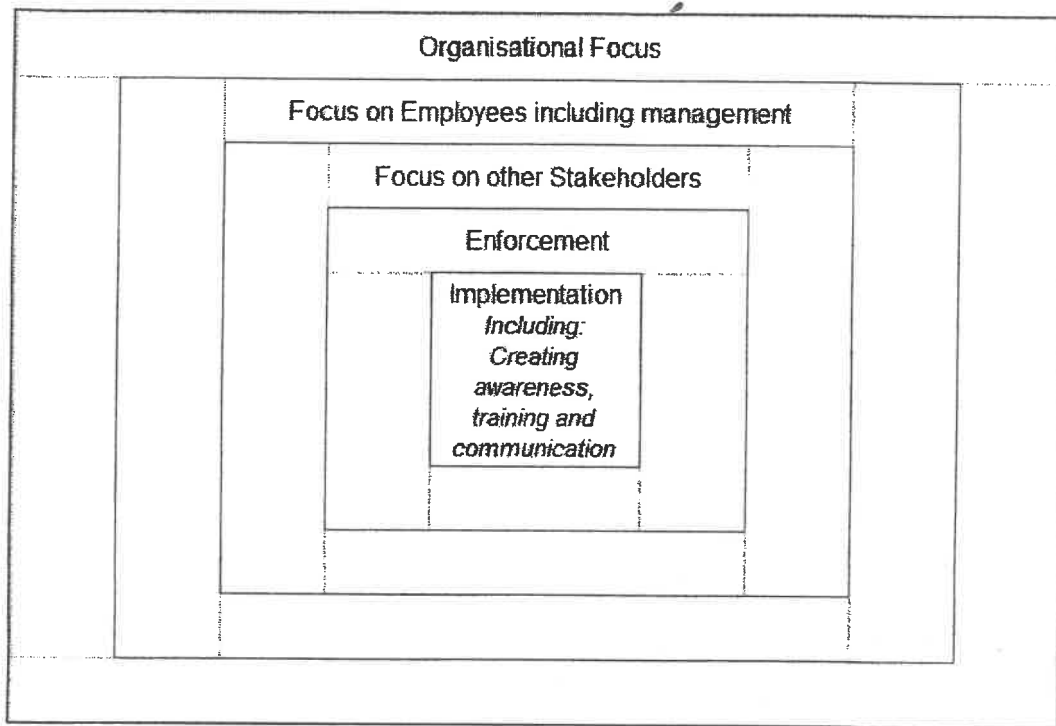 Organisational Focus
Focus on Employees including management
Focus on other Stakeholders
Enforcement
Implementation
Including:
Creating
awareness,
training and
communication